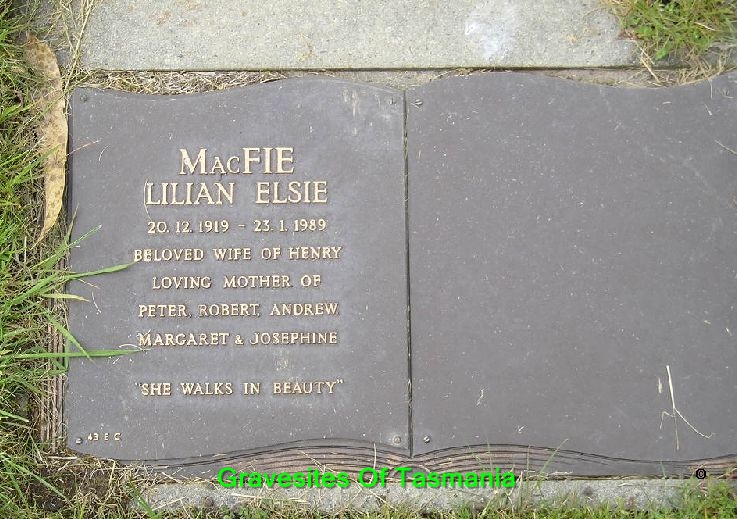 MacFIE
LILIAN ELSIE
20. 12. 1919 - 23. 1. 1989
BELOVED WIFE OF HENRY
LOVING MOTHER OF
PETER, ROBERT, ANDREW,
MARGARET & JOSEPHINE
"SHE WALKS IN BEAUTY"
Gravesites Of Tasmania